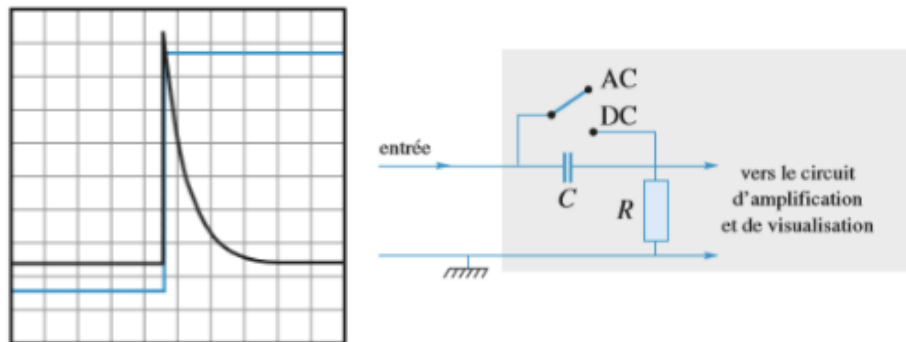 AC
DC
entrée
C
R
vers le circuit
d'amplification
et de visualisation